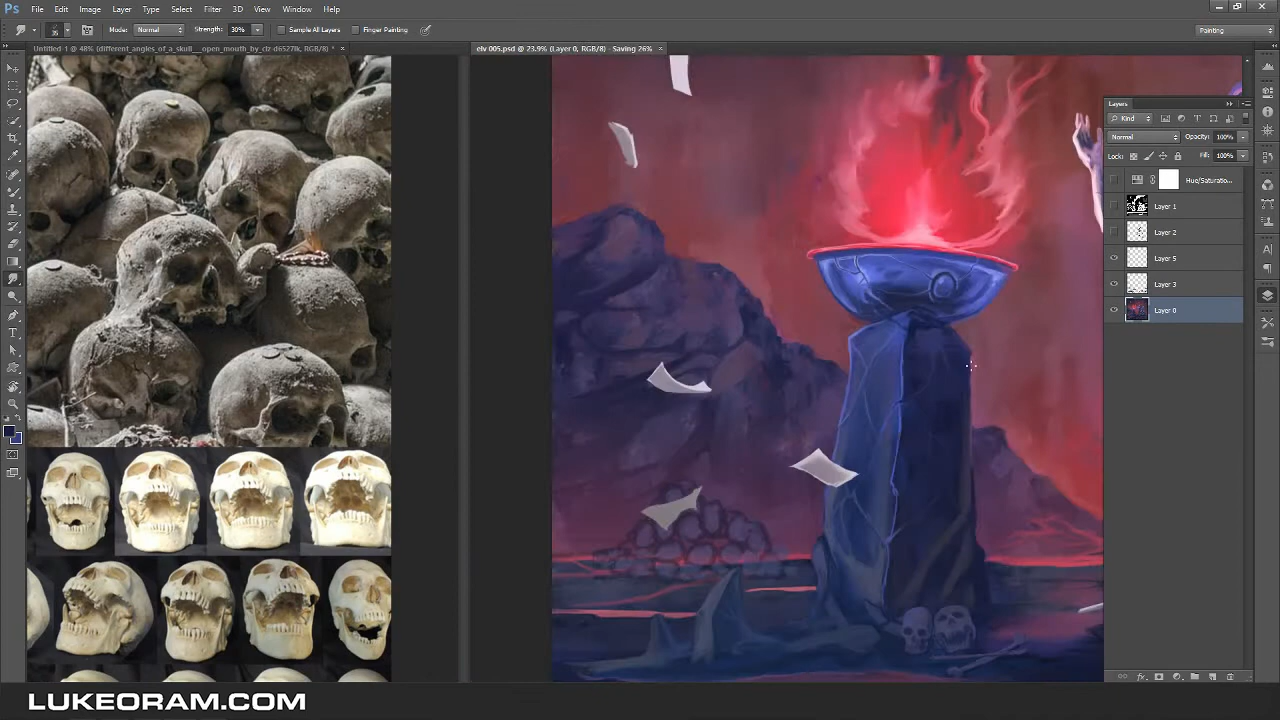 Ps File Edit Image Layer Type Select Filter 3D View Window Help
35 Mode: Normal Strength: 30% Sample All Layers Finger Painting Painting
Untitled-1 @ 48% (different_angles_of_a_skull__open_mouth_by_ctz-d6527lk, RGB/8) * ×
elv 005.psd @ 23.9% (Layer 0, RGB/8) - Saving 26% ×
Layers
Kind
Normal Opacity: 100%
Lock: Fill: 100%
Hue/Saturatio...
Layer 1
Layer 2
Layer 5
Layer 3
Layer 0
LUKEORAM.COM